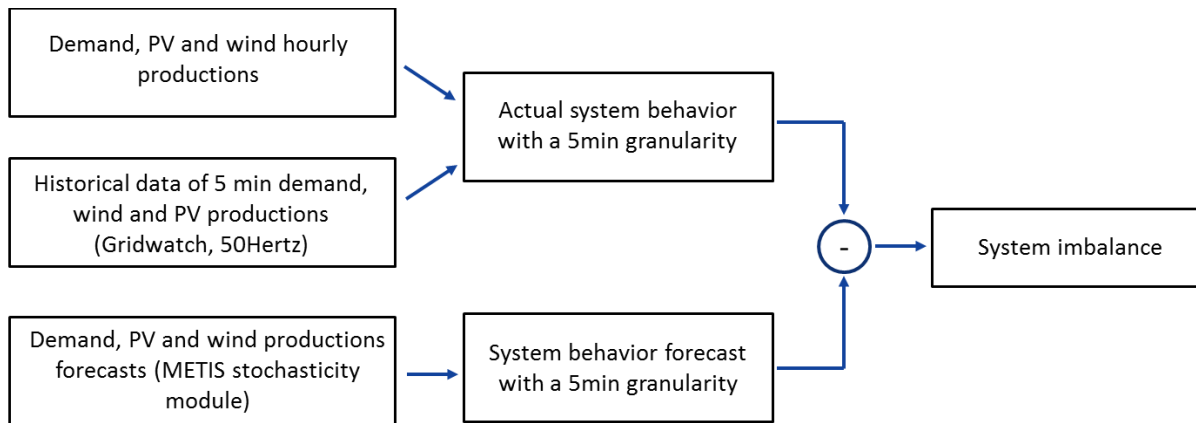 Demand, PV and wind hourly
productions
Historical data of 5 min demand,
wind and PV productions
(Gridwatch, 50Hertz)
Demand, PV and wind productions
forecasts (METIS stochasticity
module)
Actual system behavior
with a 5min granularity
System behavior forecast
with a 5min granularity
-
System imbalance